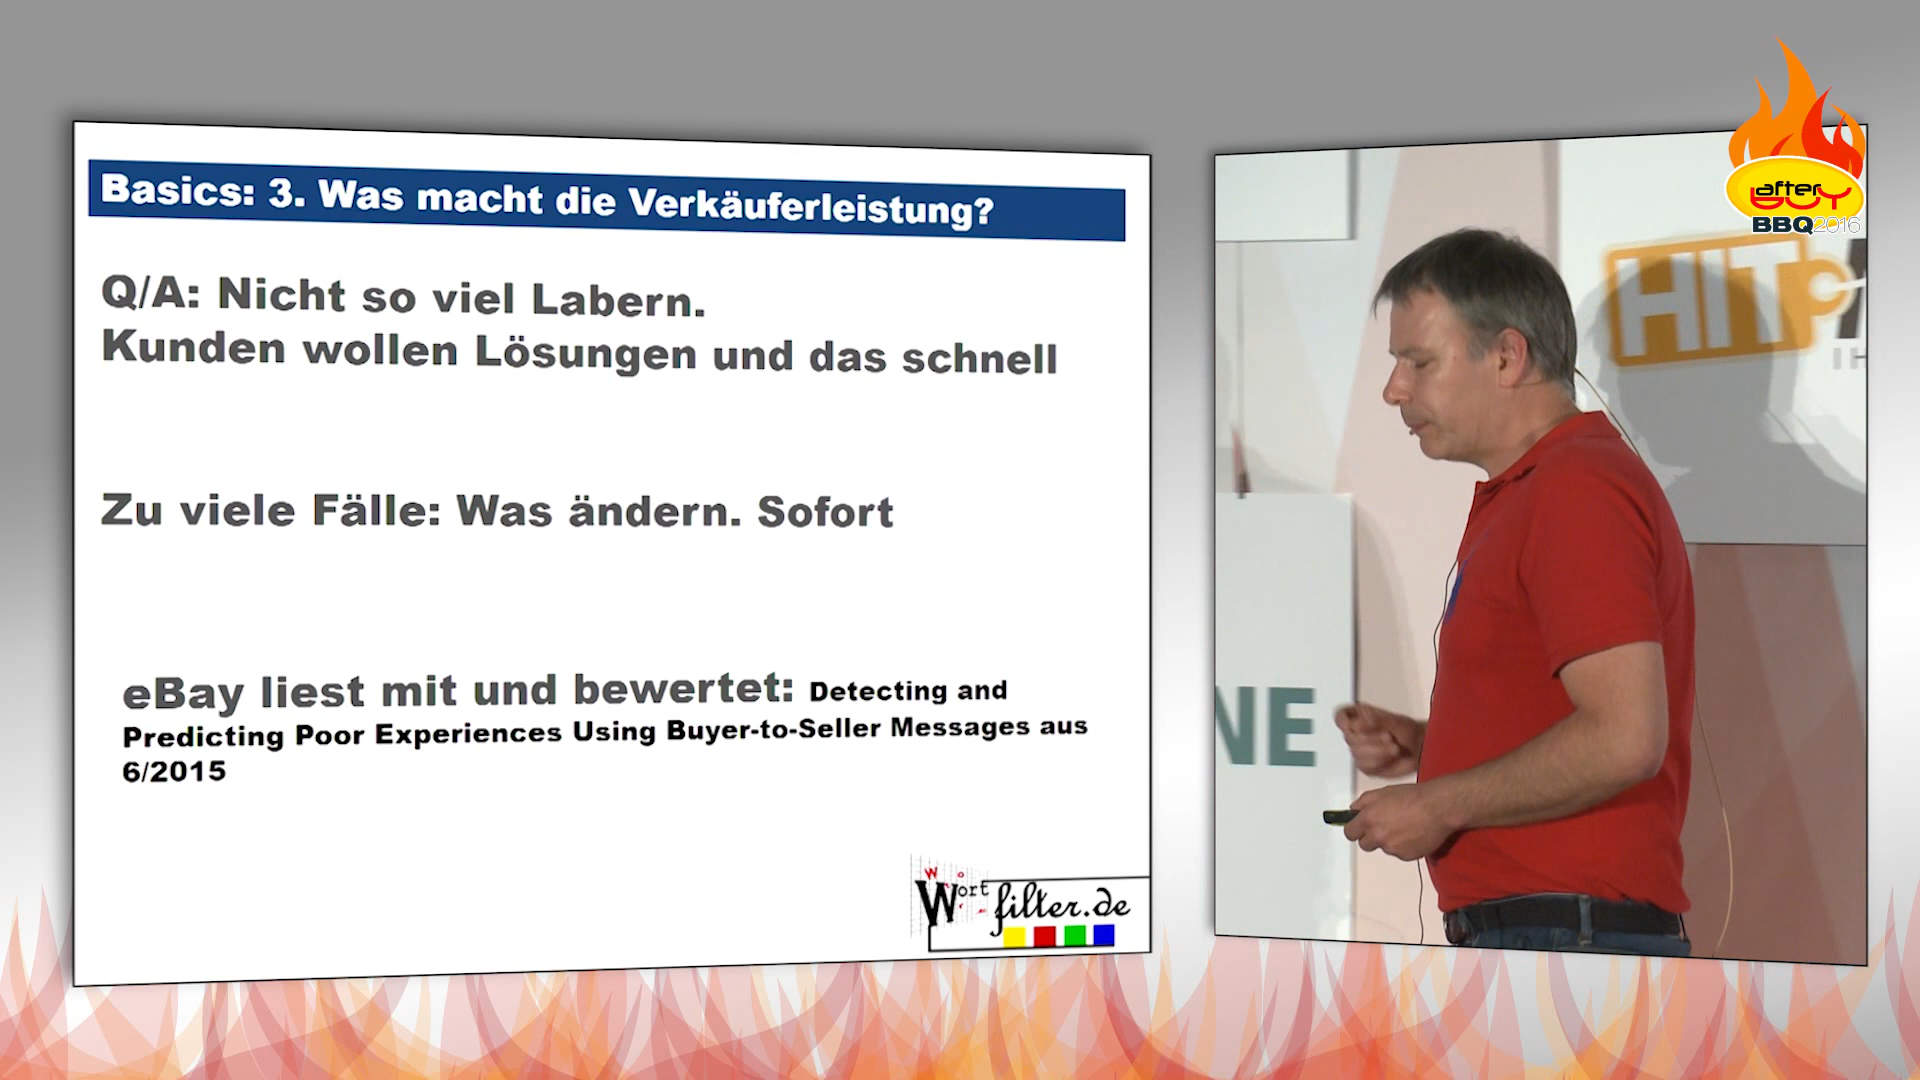 Basics: 3. Was macht die Verkäuferleistung?
Q/A: Nicht so viel Labern.
Kunden wollen Lösungen und das schnell
Zu viele Fälle: Was ändern. Sofort
eBay liest mit und bewertet: Detecting and
Predicting Poor Experiences Using Buyer-to-Seller Messages aus
6/2015
Wortfilter.de
after
BUY
BBQ2016
HIT
IH
NE